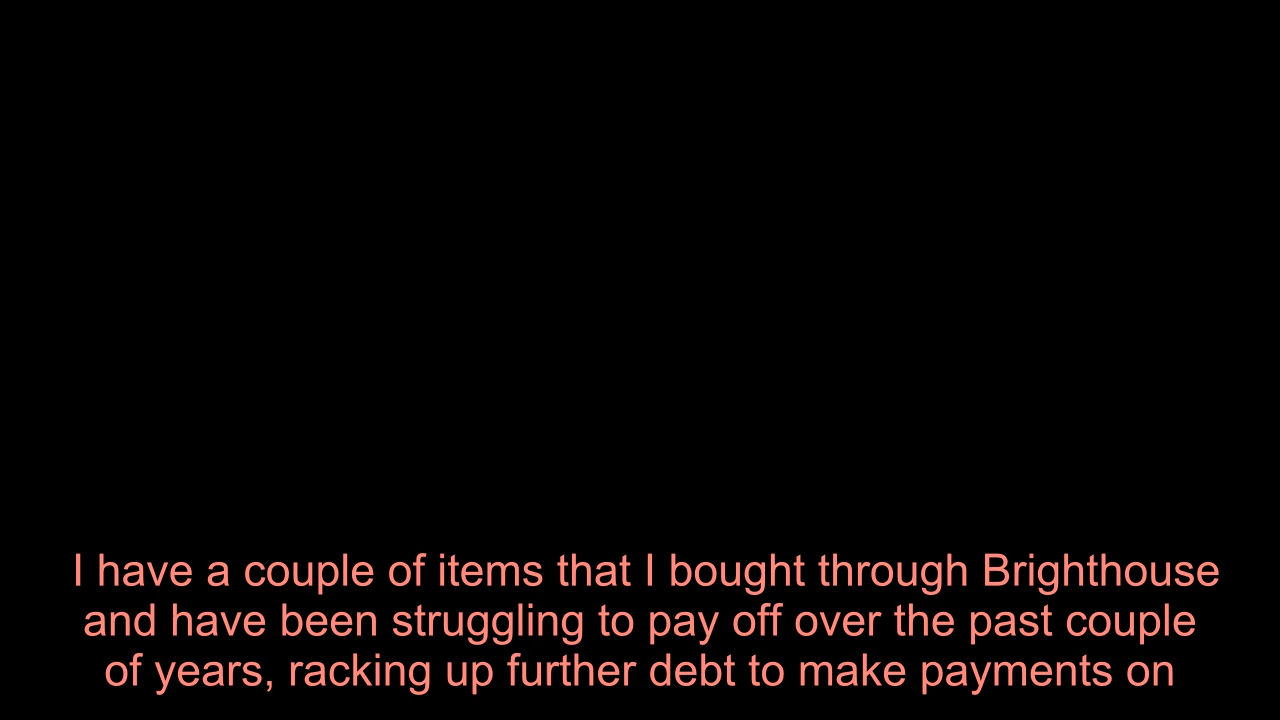 I have a couple of items that I bought through Brighthouse
and have been struggling to pay off over the past couple
of years, racking up further debt to make payments on